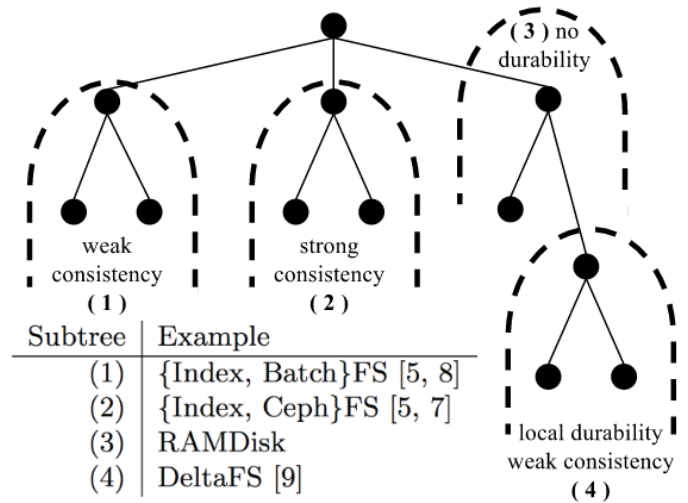 ( 3 ) no
durability
weak
consistency
( 1 )
strong
consistency
( 2 )
local durability
weak consistency
( 4 )
Subtree Example
(1) {Index, Batch}FS [5, 8]
(2) {Index, Ceph}FS [5, 7]
(3) RAMDisk
(4) DeltaFS [9]